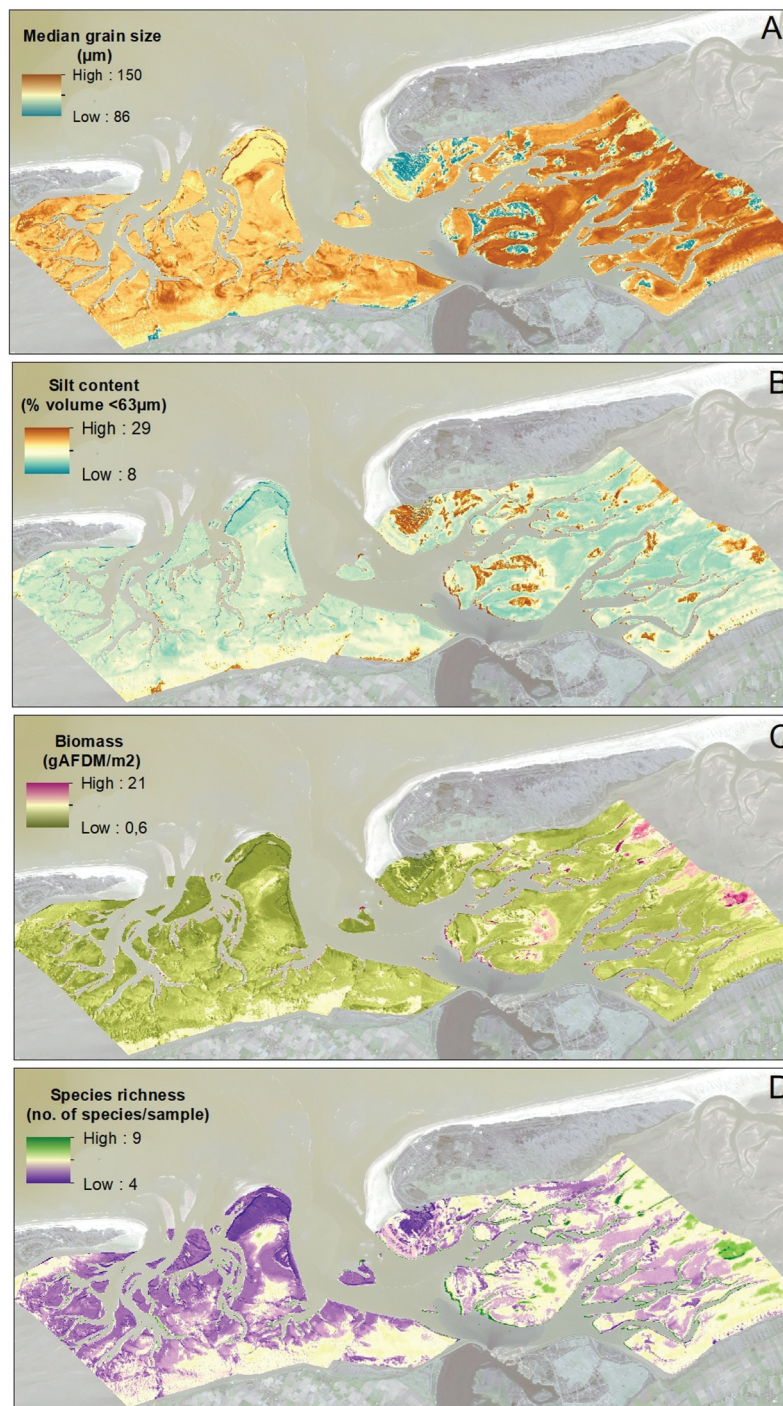 A
Median grain size
(µm)
High : 150
Low : 86
B
Silt content
(% volume <63µm)
High : 29
Low : 8
C
Biomass
(gAFDM/m2)
High : 21
Low : 0,6
D
Species richness
(no. of species/sample)
High : 9
Low : 4